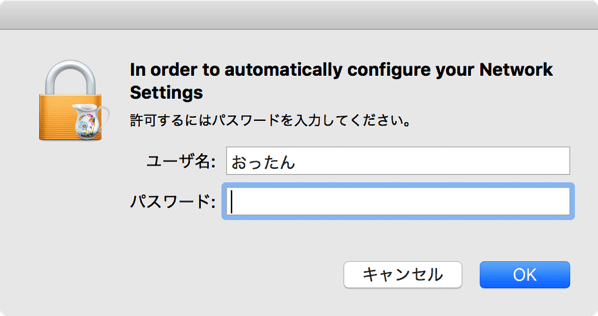 In order to automatically configure your Network
Settings
許可するにはパスワードを入力してください。
ユーザ名: おったん
パスワード:
キャンセル OK